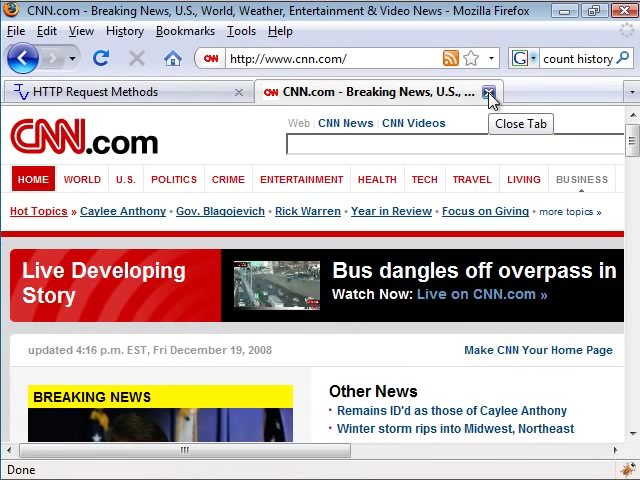 CNN.com - Breaking News, U.S., World, Weather, Entertainment & Video News - Mozilla Firefox
File Edit View History Bookmarks Tools Help
CNN http://www.cnn.com/ G count history
HTTP Request Methods CNN CNN.com - Breaking News, U.S., ...
Close Tab
CNN.com
Web CNN News CNN Videos
HOME WORLD U.S. POLITICS CRIME ENTERTAINMENT HEALTH TECH TRAVEL LIVING BUSINESS
Hot Topics » Caylee Anthony • Gov. Blagojevich • Rick Warren • Year in Review • Focus on Giving • more topics »
Live Developing
Story
Bus dangles off overpass in
Watch Now: Live on CNN.com »
updated 4:16 p.m. EST, Fri December 19, 2008
Make CNN Your Home Page
BREAKING NEWS
Other News
• Remains ID'd as those of Caylee Anthony
• Winter storm rips into Midwest, Northeast
Done